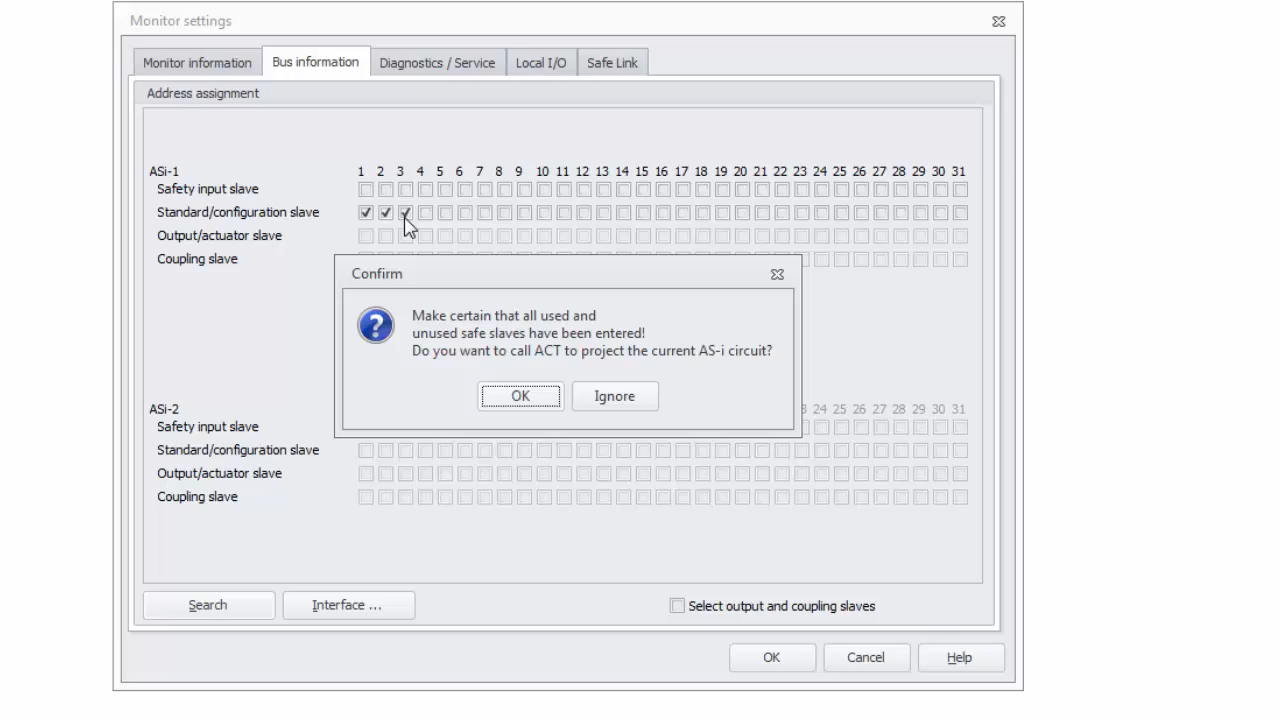 Monitor settings
Monitor information Bus information Diagnostics / Service Local I/O Safe Link
Address assignment
ASi-1 1 2 3 4 5 6 7 8 9 10 11 12 13 14 15 16 17 18 19 20 21 22 23 24 25 26 27 28 29 30 31
Safety input slave
Standard/configuration slave
Output/actuator slave
Coupling slave
Confirm
Make certain that all used and
unused safe slaves have been entered!
Do you want to call ACT to project the current AS-i circuit?
OK Ignore
ASi-2 24 25 26 27 28 29 30 31
Safety input slave
Standard/configuration slave
Output/actuator slave
Coupling slave
Search Interface ... Select output and coupling slaves
OK Cancel Help